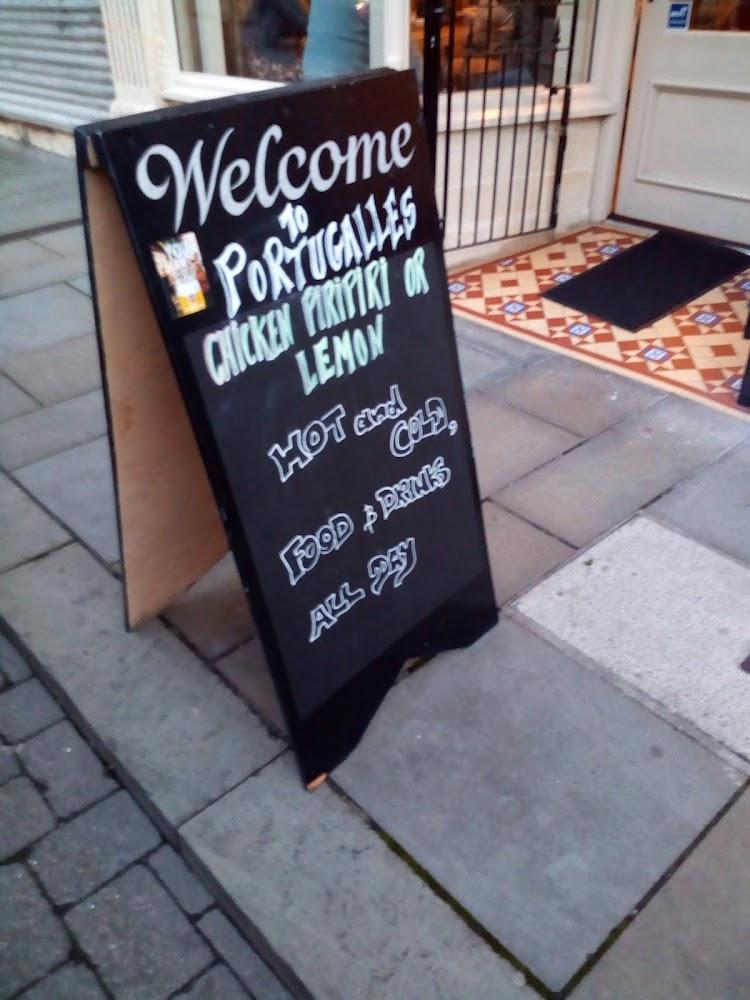 Welcome
TO
PORTUGALLES
CHICKEN PIRIPIRI OR
LEMON
HOT and
COLD,
FOOD & DRINKS
ALL DAY